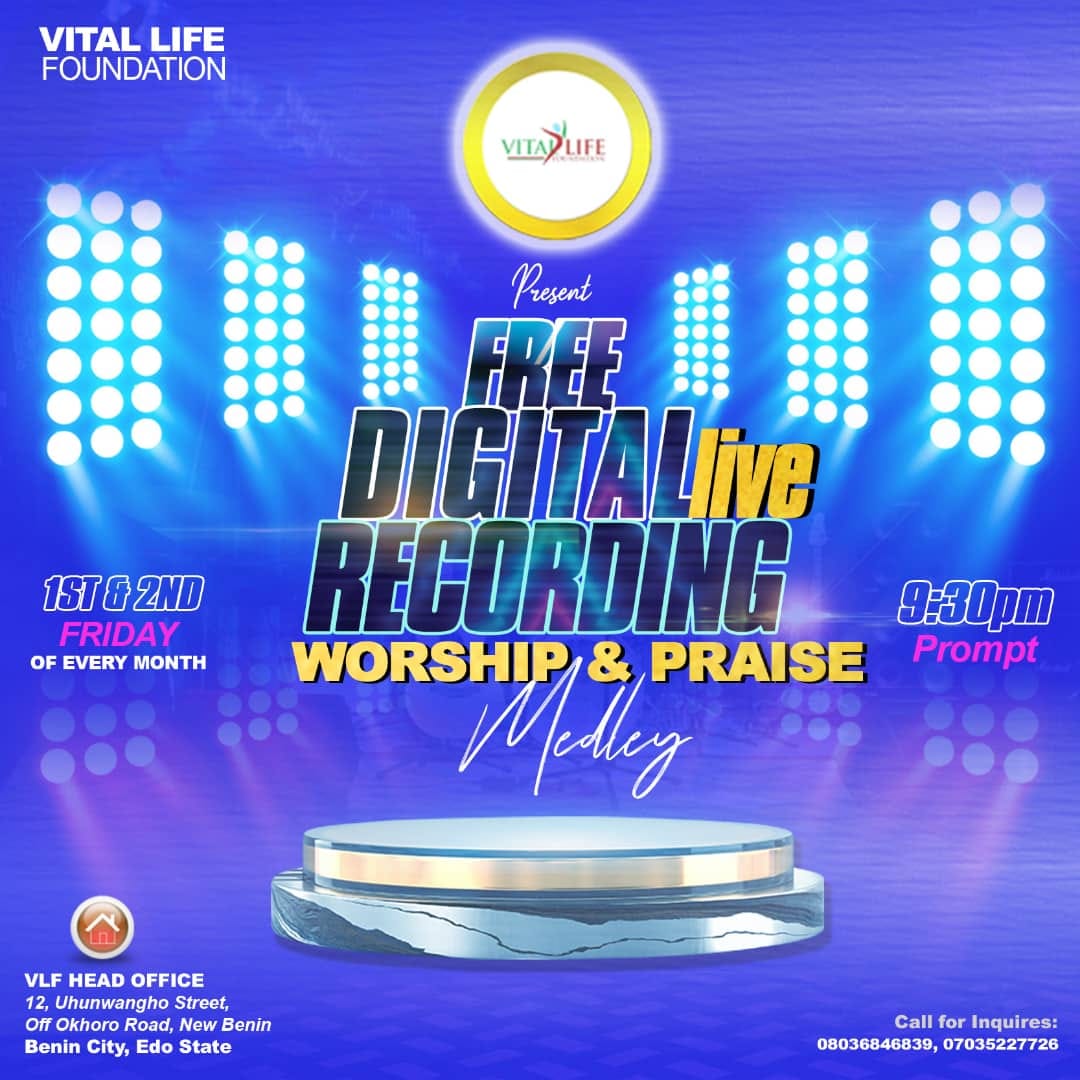 VITAL LIFE
FOUNDATION
VITAL LIFE
FOUNDATION
Present
FREE
DIGITAL live
RECORDING
WORSHIP & PRAISE
Medley
1ST & 2ND
FRIDAY
OF EVERY MONTH
9:30pm
Prompt
VLF HEAD OFFICE
12, Uhunwangho Street,
Off Okhoro Road, New Benin
Benin City, Edo State
Call for Inquires:
08036846839, 07035227726